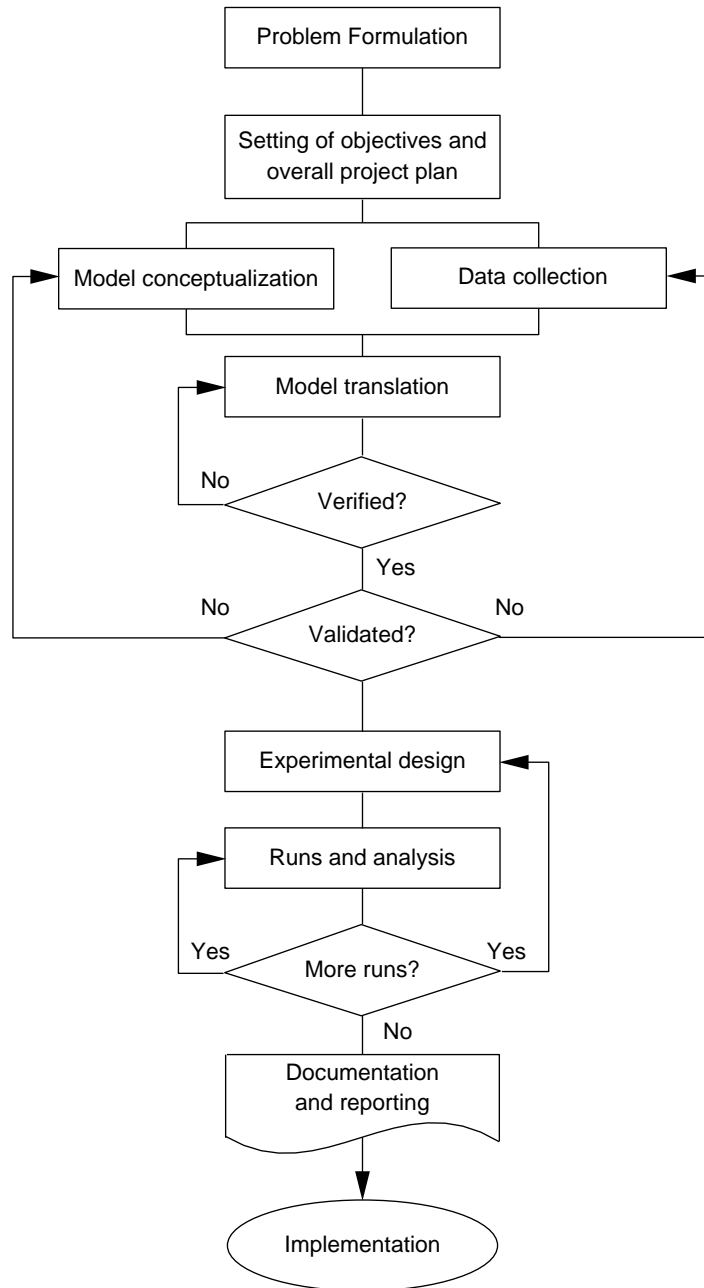 Problem Formulation
Setting of objectives and
overall project plan
Model conceptualization
Data collection
Model translation
No
Verified?
Yes
No
No
Validated?
Experimental design
Runs and analysis
Yes
Yes
More runs?
No
Documentation
and reporting
Implementation